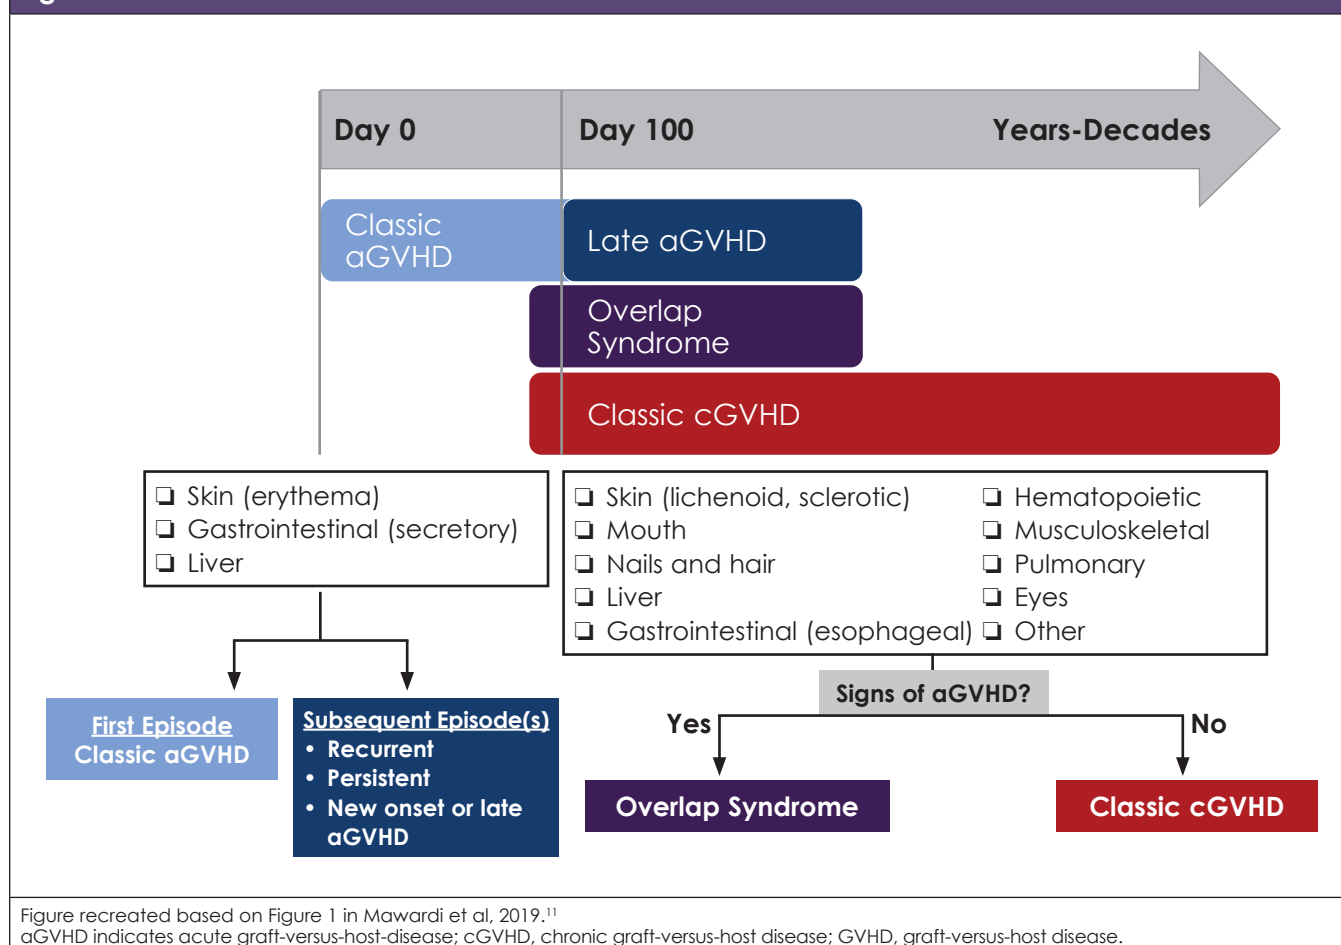 Day 0
Day 100
Years-Decades
Classic
aGVHD
Late aGVHD
Overlap
Syndrome
Classic cGVHD
❏ Skin (erythema)
❏ Gastrointestinal (secretory)
❏ Liver
❏ Skin (lichenoid, sclerotic)
❏ Mouth
❏ Nails and hair
❏ Liver
❏ Gastrointestinal (esophageal)
❏ Hematopoietic
❏ Musculoskeletal
❏ Pulmonary
❏ Eyes
❏ Other
First Episode
Classic aGVHD
Subsequent Episode(s)
• Recurrent
• Persistent
• New onset or late
aGVHD
Signs of aGVHD?
Yes
No
Overlap Syndrome
Classic cGVHD
Figure recreated based on Figure 1 in Mawardi et al, 2019.¹¹
aGVHD indicates acute graft-versus-host-disease; cGVHD, chronic graft-versus-host disease; GVHD, graft-versus-host disease.